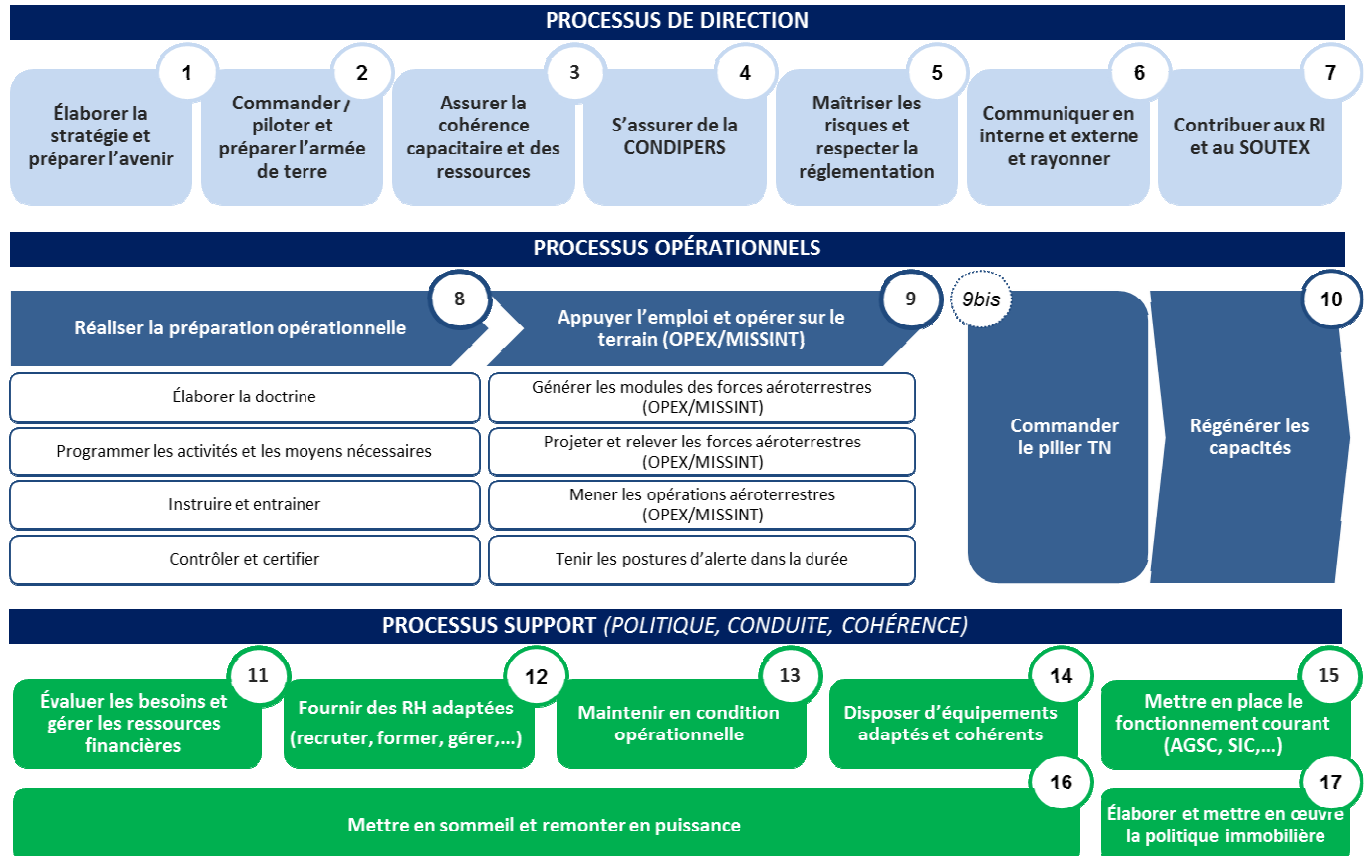 PROCESSUS DE DIRECTION
1
Élaborer la
stratégie et
préparer l'avenir
2
Commander /
piloter et
préparer l'armée
de terre
3
Assurer la
cohérence
capacitaire et des
ressources
4
S'assurer de la
CONDIPERS
5
Maîtriser les
risques et
respecter la
réglementation
6
Communiquer en
interne et externe
et rayonner
7
Contribuer aux RI
et au SOUTEX
PROCESSUS OPÉRATIONNELS
8
Réaliser la préparation opérationnelle
Élaborer la doctrine
Programmer les activités et les moyens nécessaires
Instruire et entrainer
Contrôler et certifier
9
Appuyer l'emploi et opérer sur le
terrain (OPEX/MISSINT)
Générer les modules des forces aéroterrestres
(OPEX/MISSINT)
Projeter et relever les forces aéroterrestres
(OPEX/MISSINT)
Mener les opérations aéroterrestres
(OPEX/MISSINT)
Tenir les postures d'alerte dans la durée
9bis
Commander
le pilier TN
10
Régénérer les
capacités
PROCESSUS SUPPORT (POLITIQUE, CONDUITE, COHÉRENCE)
11
Évaluer les besoins et
gérer les ressources
financières
12
Fournir des RH adaptées
(recruter, former, gérer,...)
13
Maintenir en condition
opérationnelle
14
Disposer d'équipements
adaptés et cohérents
15
Mettre en place le
fonctionnement courant
(AGSC, SIC,...)
16
Mettre en sommeil et remonter en puissance
17
Élaborer et mettre en œuvre
la politique immobilière